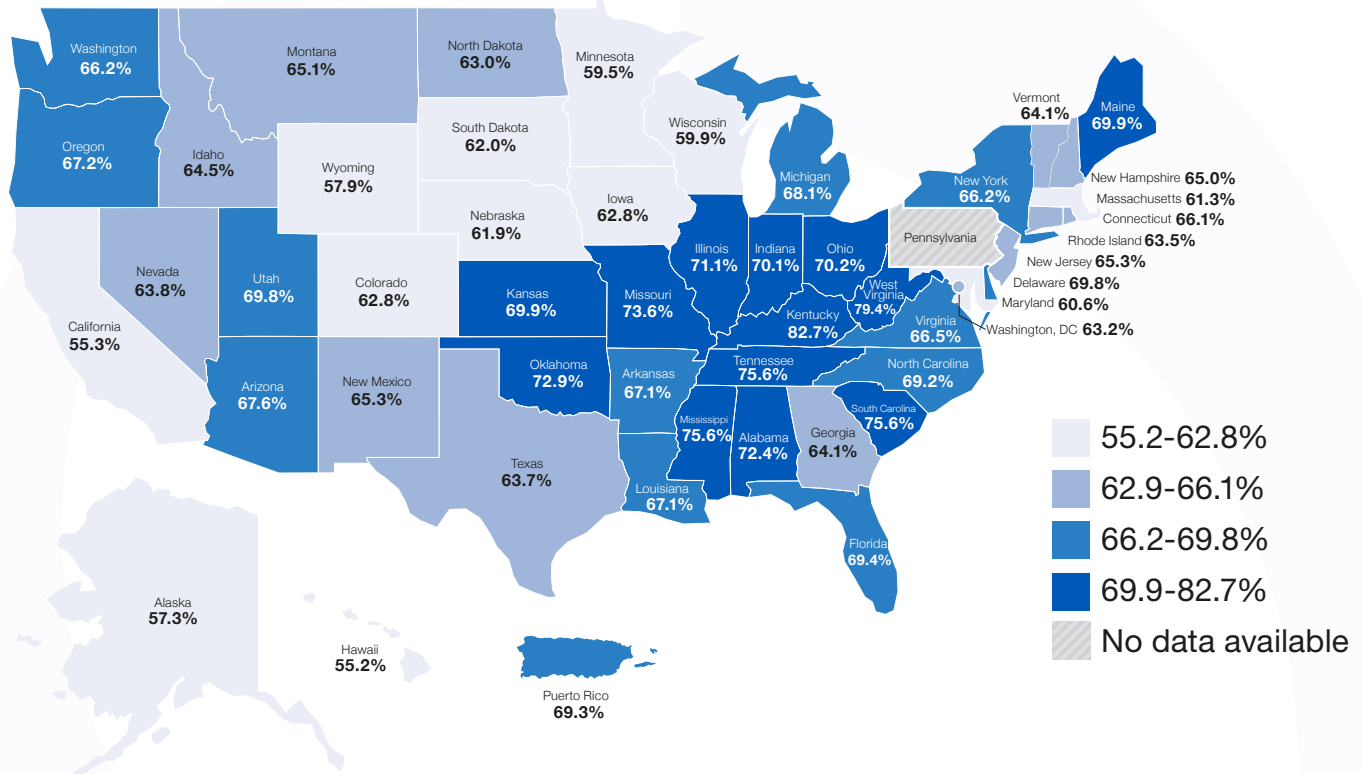 Washington
66.2%
Oregon
67.2%
Idaho
64.5%
Montana
65.1%
North Dakota
63.0%
Minnesota
59.5%
South Dakota
62.0%
Wisconsin
59.9%
Wyoming
57.9%
Nebraska
61.9%
Iowa
62.8%
Michigan
68.1%
Vermont
64.1%
Maine
69.9%
New York
66.2%
New Hampshire 65.0%
Massachusetts 61.3%
Connecticut 66.1%
Rhode Island 63.5%
New Jersey 65.3%
Delaware 69.8%
Maryland 60.6%
Washington, DC 63.2%
Pennsylvania
California
55.3%
Nevada
63.8%
Utah
69.8%
Colorado
62.8%
Kansas
69.9%
Missouri
73.6%
Illinois
71.1%
Indiana
70.1%
Ohio
70.2%
West
Virginia
79.4%
Kentucky
82.7%
Virginia
66.5%
Arizona
67.6%
New Mexico
65.3%
Oklahoma
72.9%
Arkansas
67.1%
Tennessee
75.6%
North Carolina
69.2%
Texas
63.7%
Louisiana
67.1%
Mississippi
75.6%
Alabama
72.4%
Georgia
64.1%
South Carolina
75.6%
Florida
69.4%
Alaska
57.3%
Hawaii
55.2%
Puerto Rico
69.3%
55.2-62.8%
62.9-66.1%
66.2-69.8%
69.9-82.7%
No data available